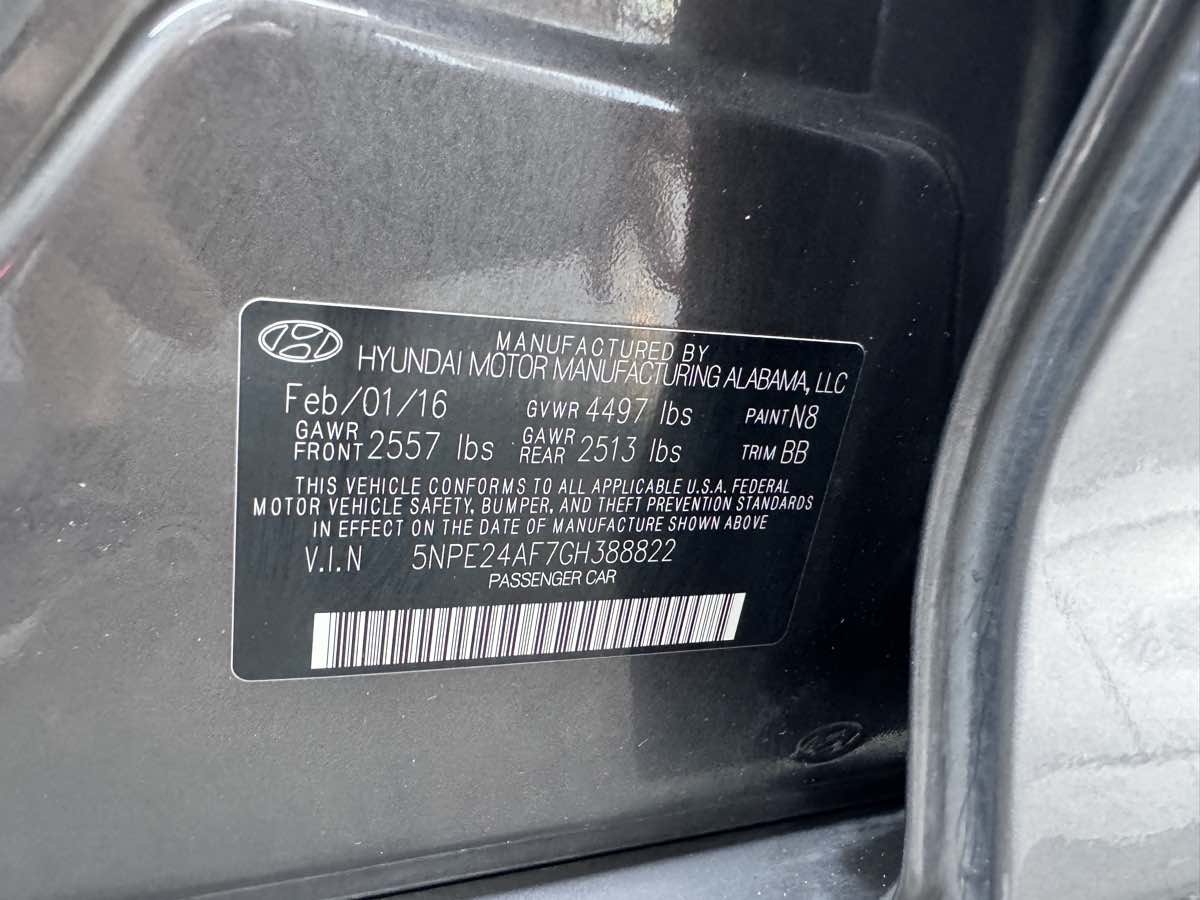 MANUFACTURED BY
HYUNDAI MOTOR MANUFACTURING ALABAMA, LLC
Feb/01/16 GVWR 4497 lbs PAINT N8
GAWR FRONT 2557 lbs GAWR REAR 2513 lbs TRIM BB
THIS VEHICLE CONFORMS TO ALL APPLICABLE U.S.A. FEDERAL
MOTOR VEHICLE SAFETY, BUMPER, AND THEFT PREVENTION STANDARDS
IN EFFECT ON THE DATE OF MANUFACTURE SHOWN ABOVE
V.I.N 5NPE24AF7GH388822
PASSENGER CAR